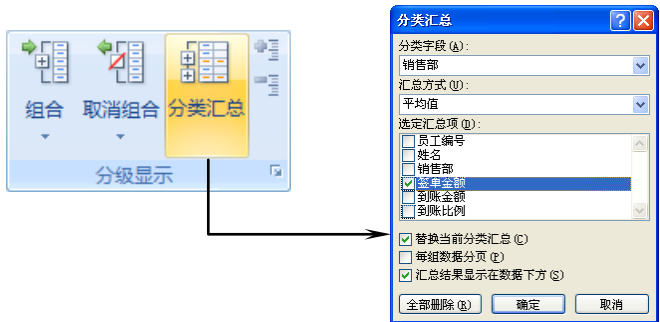 组合
取消组合
分类汇总
分级显示
分类汇总
分类字段(A):
销售部
汇总方式(U):
平均值
选定汇总项(D):
员工编号
姓名
销售部
签单金额
到账金额
到账比例
替换当前分类汇总(C)
每组数据分页(P)
汇总结果显示在数据下方(S)
全部删除(R)
确定
取消